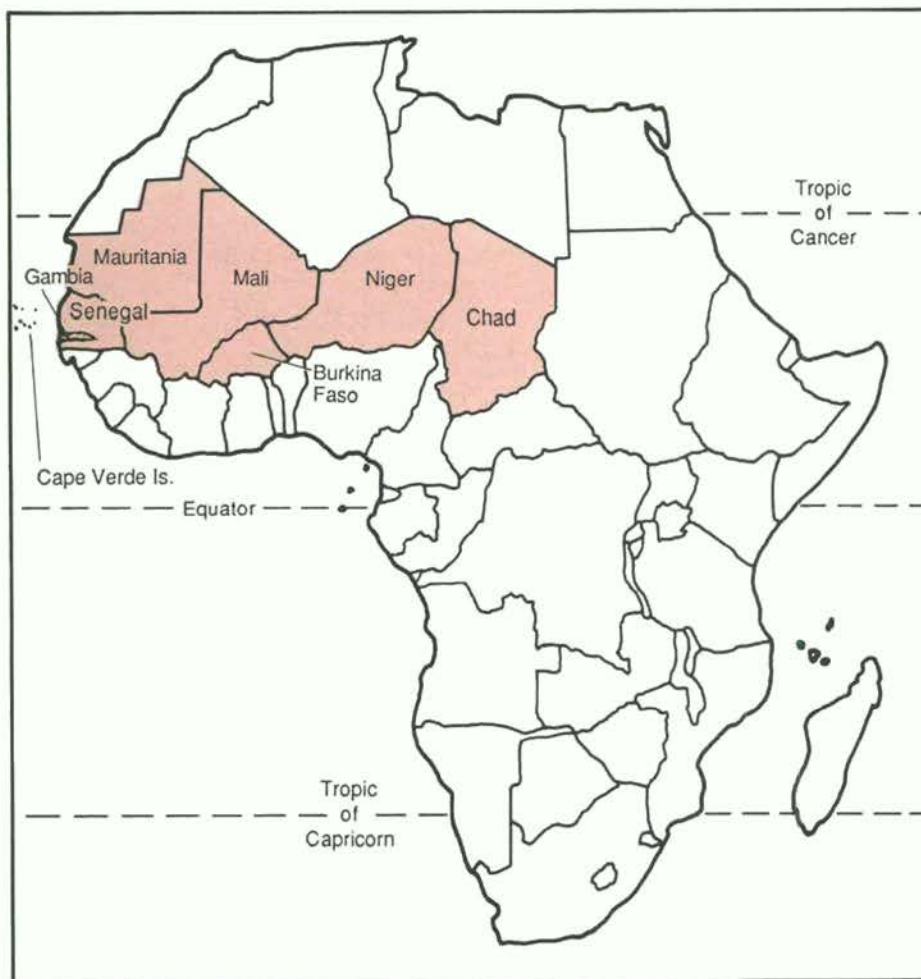 Tropic
of
Cancer
Mauritania
Gambia
Mali
Niger
Senegal
Chad
Burkina
Faso
Cape Verde Is.
Equator
Tropic
of
Capricorn